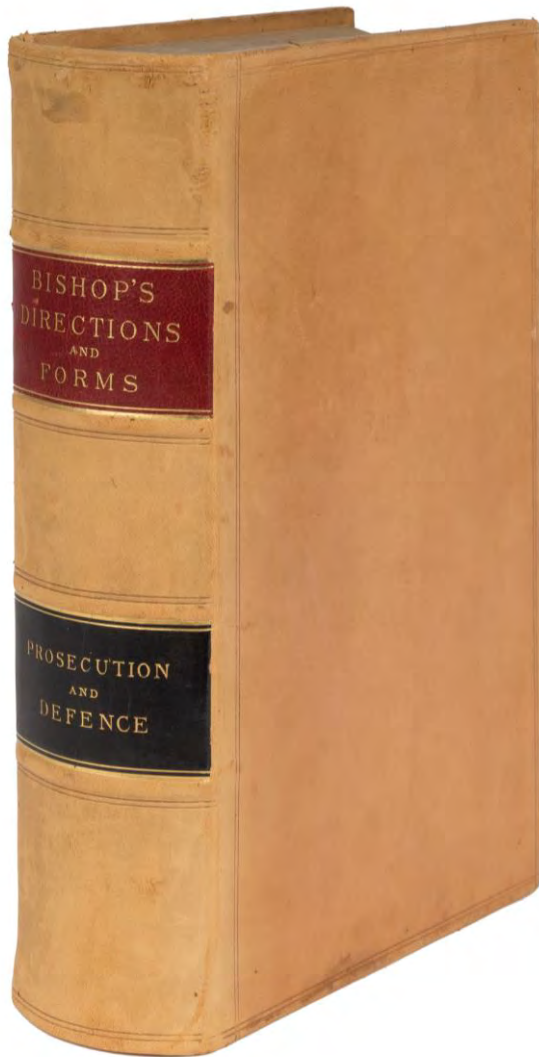 BISHOP'S
DIRECTIONS
AND
FORMS
PROSECUTION
AND
DEFENCE